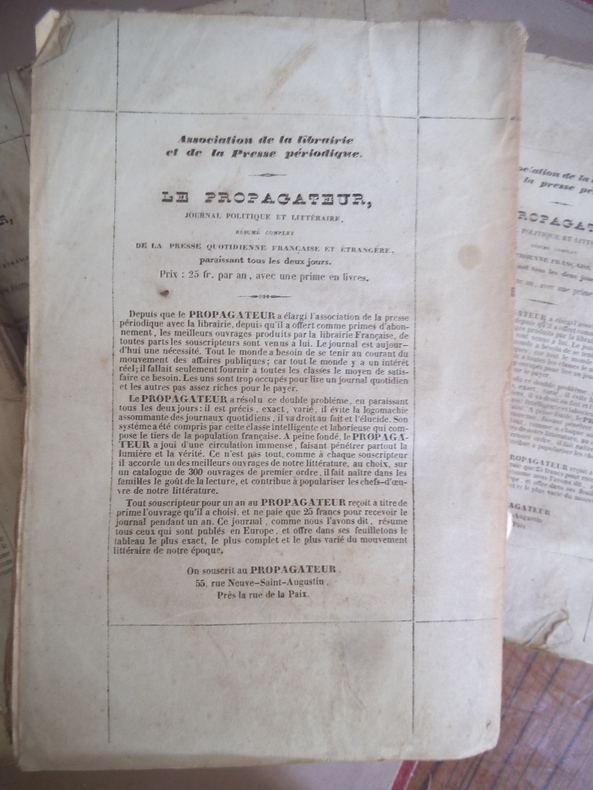 Association de la librairie
et de la Presse périodique.
LE PROPAGATEUR,
JOURNAL POLITIQUE ET LITTÉRAIRE,
RÉSUMÉ COMPLET
DE LA PRESSE QUOTIDIENNE FRANÇAISE ET ÉTRANGÈRE,
paraissant tous les deux jours.
Prix : 25 fr. par an, avec une prime en livres.
Depuis que le PROPAGATEUR a élargi l'association de la presse
périodique avec la librairie, depuis qu'il a offert comme primes d'abon-
nement, les meilleurs ouvrages produits par la librairie Française, de
toutes parts les souscripteurs sont venus a lui. Le journal est aujour-
d'hui une nécessité. Tout le monde a besoin de se tenir au courant du
mouvement des affaires publiques; car tout le monde y a un intérêt
réel; il fallait seulement fournir à toutes les classes le moyen de satis-
faire ce besoin. Les uns sont trop occupés pour lire un journal quotidien
et les autres pas assez riches pour le payer.
Le PROPAGATEUR a résolu ce double problème, en paraissant
tous les deux jours: il est précis, exact, varié, il évite la logomachie
assommante des journaux quotidiens, il va droit au fait et l'élucide. Son
système a été compris par cette classe intelligente et laborieuse qui com-
pose le tiers de la population française. A peine fondé, le PROPAGA-
TEUR a joui d'une circulation immense, faisant pénétrer partout la
lumière et la vérité. Ce n'est pas tout, comme à chaque souscripteur
il accorde un des meilleurs ouvrages de notre littérature, au choix, sur
un catalogue de 300 ouvrages de premier ordre, il fait naître dans les
familles le goût de la lecture, et contribue à populariser les chefs-d'œu-
vre de notre littérature.
Tout souscripteur pour un an au PROPAGATEUR reçoit a titre de
prime l'ouvrage qu'il a choisi, et ne paie que 25 francs pour recevoir le
journal pendant un an. Ce journal, comme nous l'avons dit, résume
tous ceux qui sont publés en Europe, et offre dans ses feuilletons le
tableau le plus exact, le plus complet et le plus varié du mouvement
littéraire de notre époque.
On souscrit au PROPAGATEUR,
55, rue Neuve-Saint-Augustin,
Près la rue de la Paix.